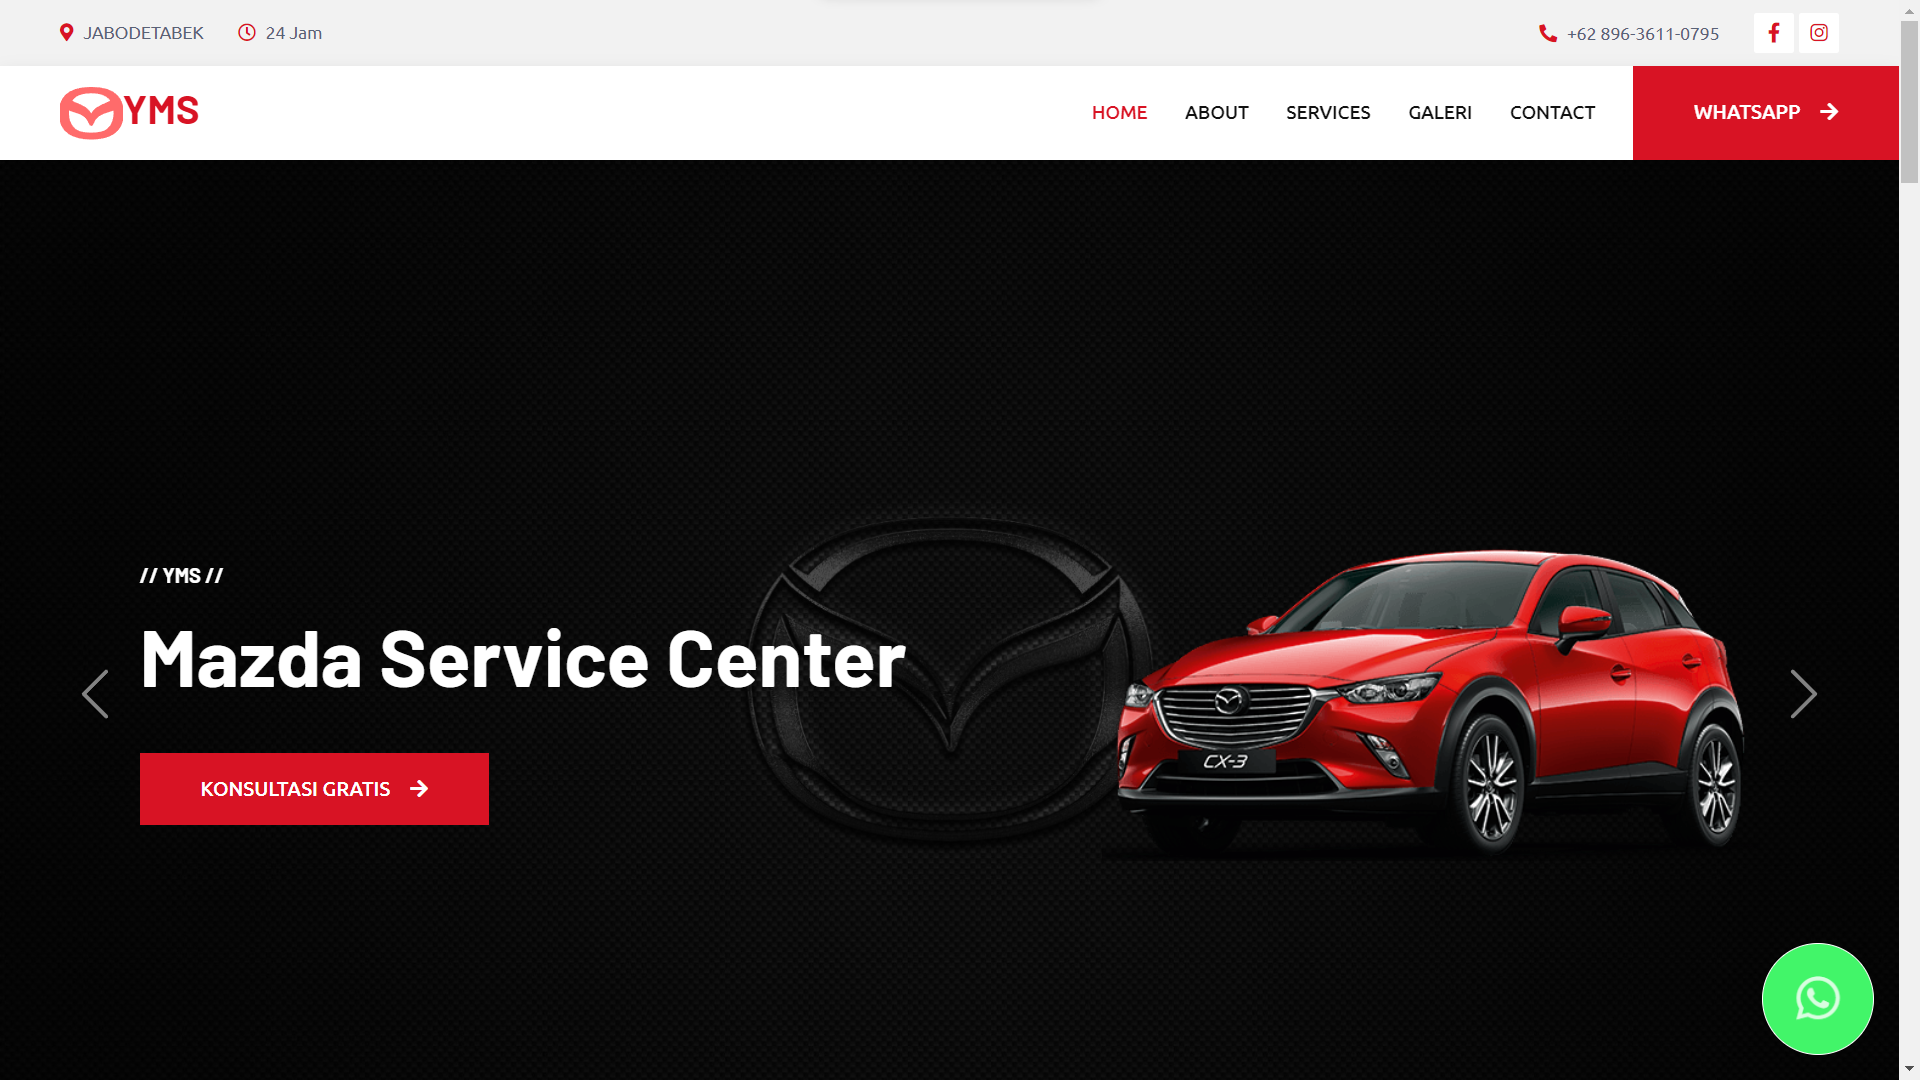 JABODETABEK
24 Jam
+62 896-3611-0795
YMS
HOME
ABOUT
SERVICES
GALERI
CONTACT
WHATSAPP
// YMS //
Mazda Service Center
KONSULTASI GRATIS
CX-3